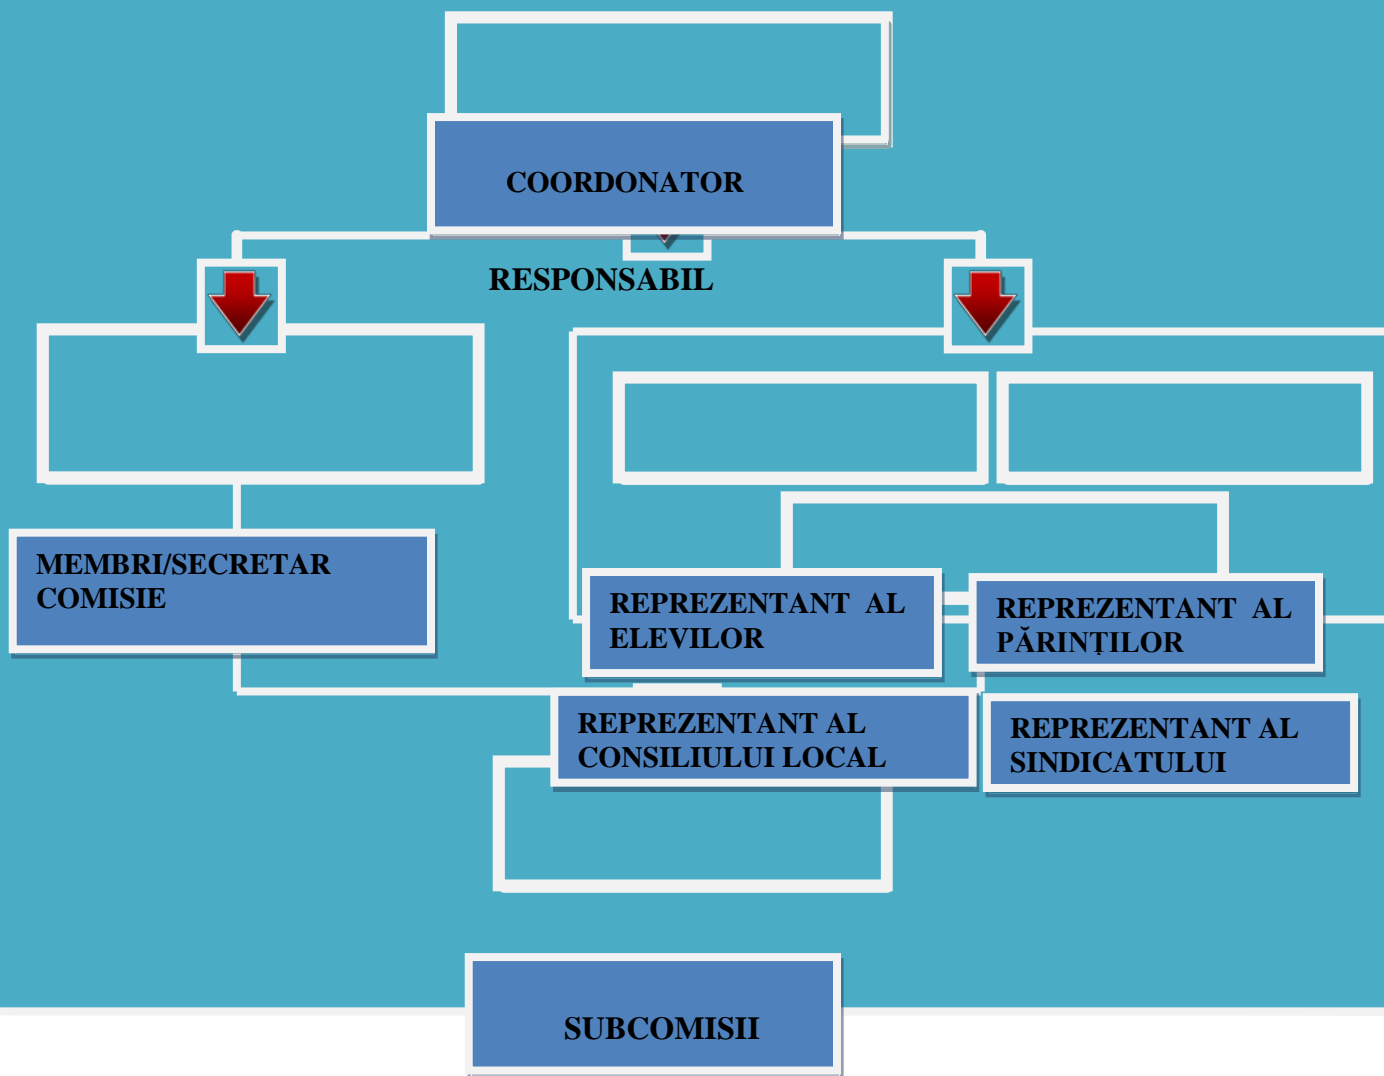 COORDONATOR
RESPONSABIL
MEMBRI/SECRETAR
COMISIE
REPREZENTANT AL
ELEVILOR
REPREZENTANT AL
PĂRINȚILOR
REPREZENTANT AL
CONSILIULUI LOCAL
REPREZENTANT AL
SINDICATULUI
SUBCOMISII